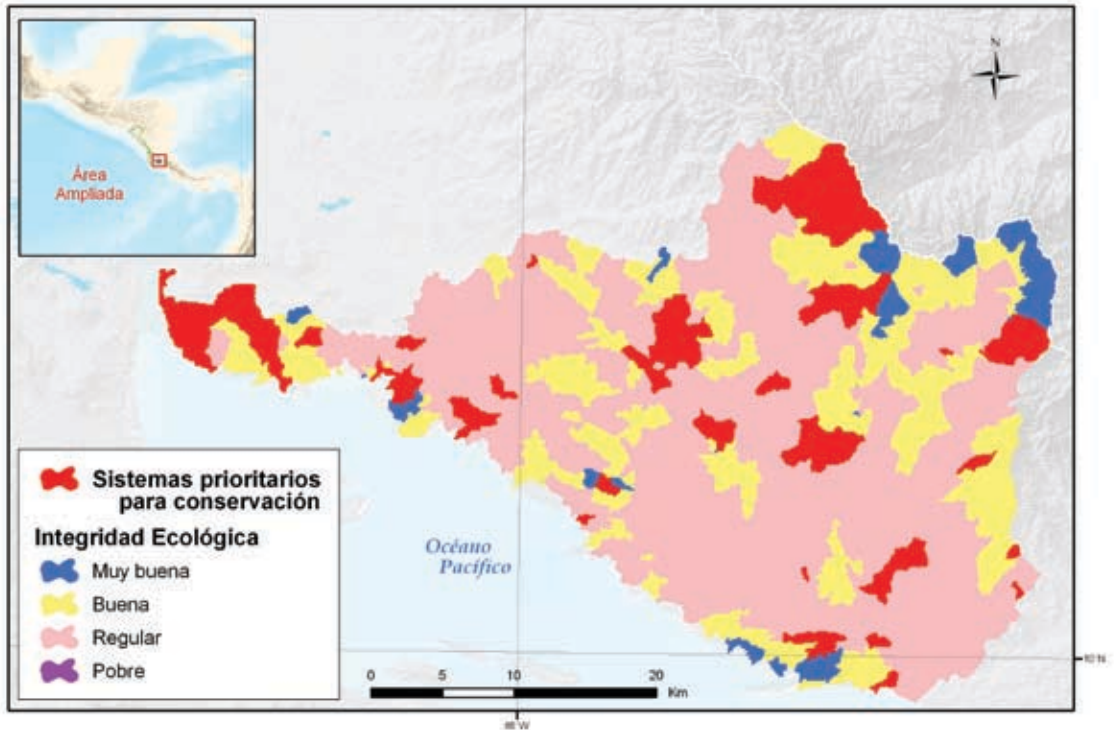 Área
Ampliada
N
Sistemas prioritarios
para conservación
Integridad Ecológica
Muy buena
Buena
Regular
Pobre
Océano
Pacífico
0 5 10 20
Km
10 N